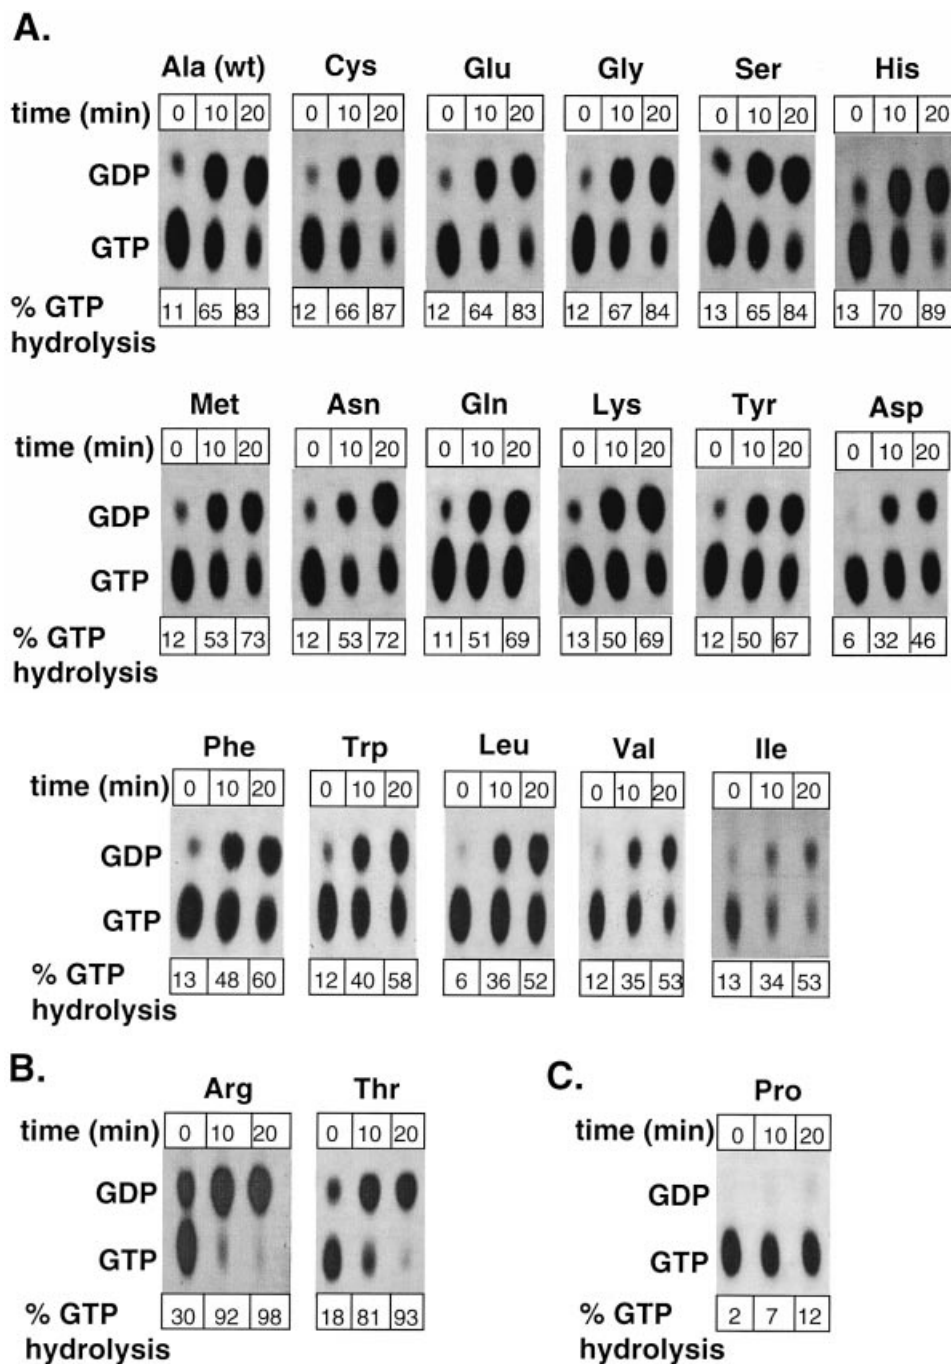 A.
Ala (wt) Cys Glu Gly Ser His
time (min) 0 10 20 0 10 20 0 10 20 0 10 20 0 10 20 0 10 20
GDP
GTP
% GTP 11 65 83 12 66 87 12 64 83 12 67 84 13 65 84 13 70 89
hydrolysis
Met Asn Gln Lys Tyr Asp
time (min) 0 10 20 0 10 20 0 10 20 0 10 20 0 10 20 0 10 20
GDP
GTP
% GTP 12 53 73 12 53 72 11 51 69 13 50 69 12 50 67 6 32 46
hydrolysis
Phe Trp Leu Val Ile
time (min) 0 10 20 0 10 20 0 10 20 0 10 20 0 10 20
GDP
GTP
% GTP 13 48 60 12 40 58 6 36 52 12 35 53 13 34 53
hydrolysis
B.
Arg Thr
time (min) 0 10 20 0 10 20
GDP
GTP
% GTP 30 92 98 18 81 93
hydrolysis
C.
Pro
time (min) 0 10 20
GDP
GTP
% GTP 2 7 12
hydrolysis